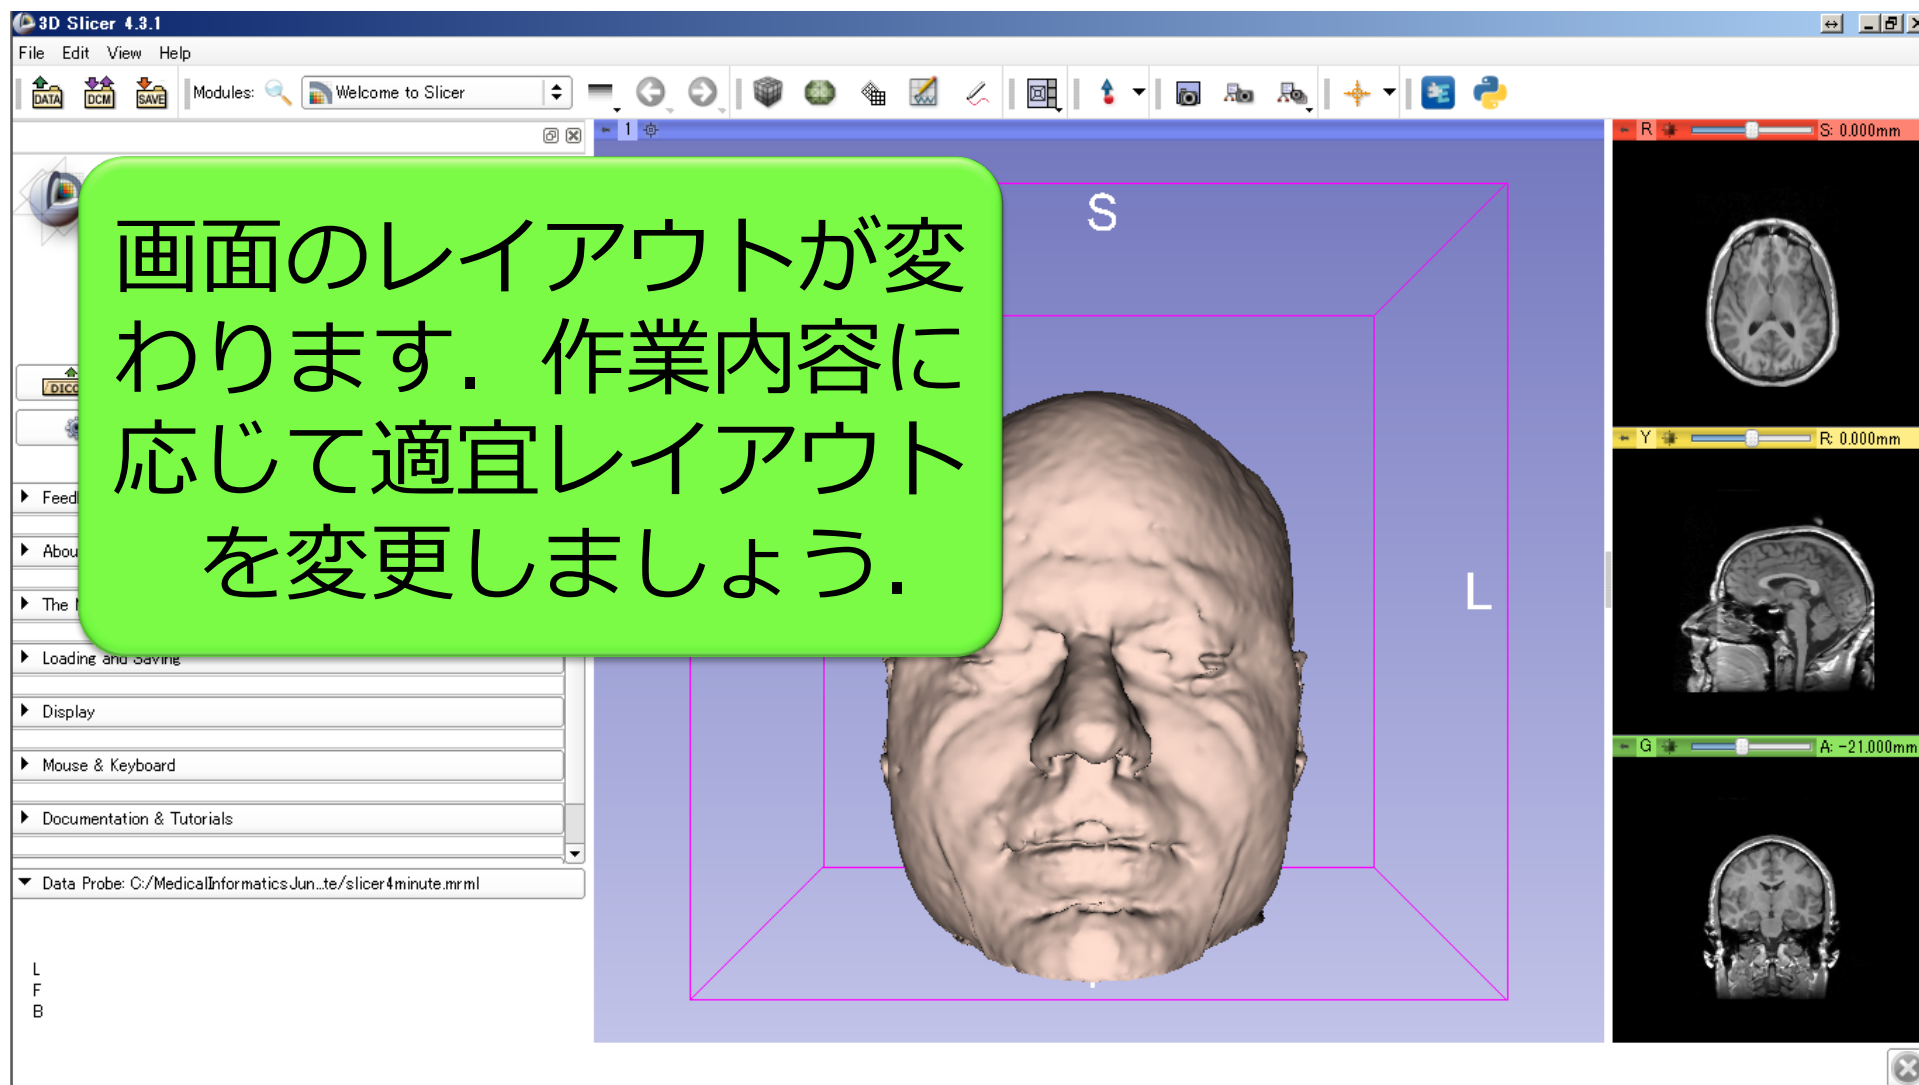 3D Slicer 4.3.1
File Edit View Help
DATA DCM SAVE Modules: Welcome to Slicer
1
R S: 0.000mm
画面のレイアウトが変
わります．作業内容に
応じて適宜レイアウト
を変更しましょう．
S
L
Y R: 0.000mm
Loading and Saving
Display
Mouse & Keyboard
G A: -21.000mm
Documentation & Tutorials
Data Probe: C:/MedicalInformaticsJun...te/slicer4minute.mrml
L
F
B